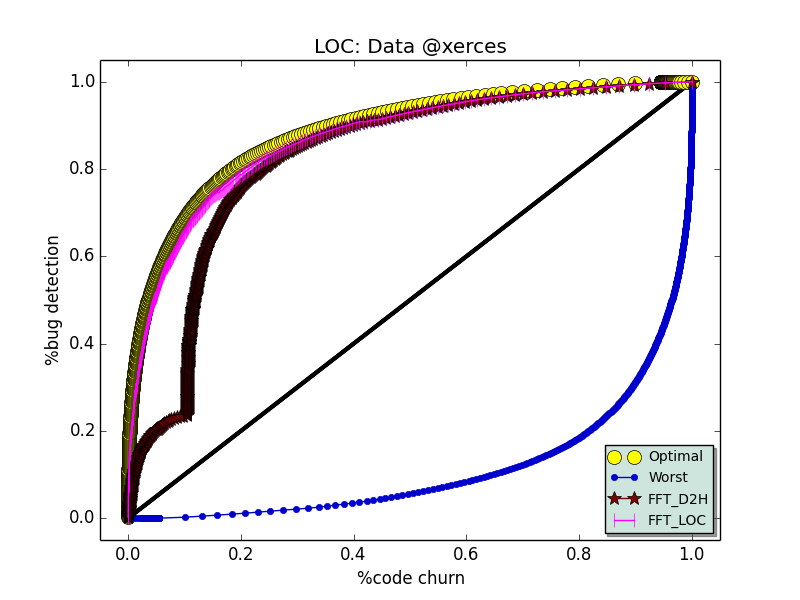 LOC: Data @xerces
%bug detection
1.0
0.8
0.6
0.4
0.2
0.0
0.0 0.2 0.4 0.6 0.8 1.0
%code churn
Optimal
Worst
FFT_D2H
FFT_LOC